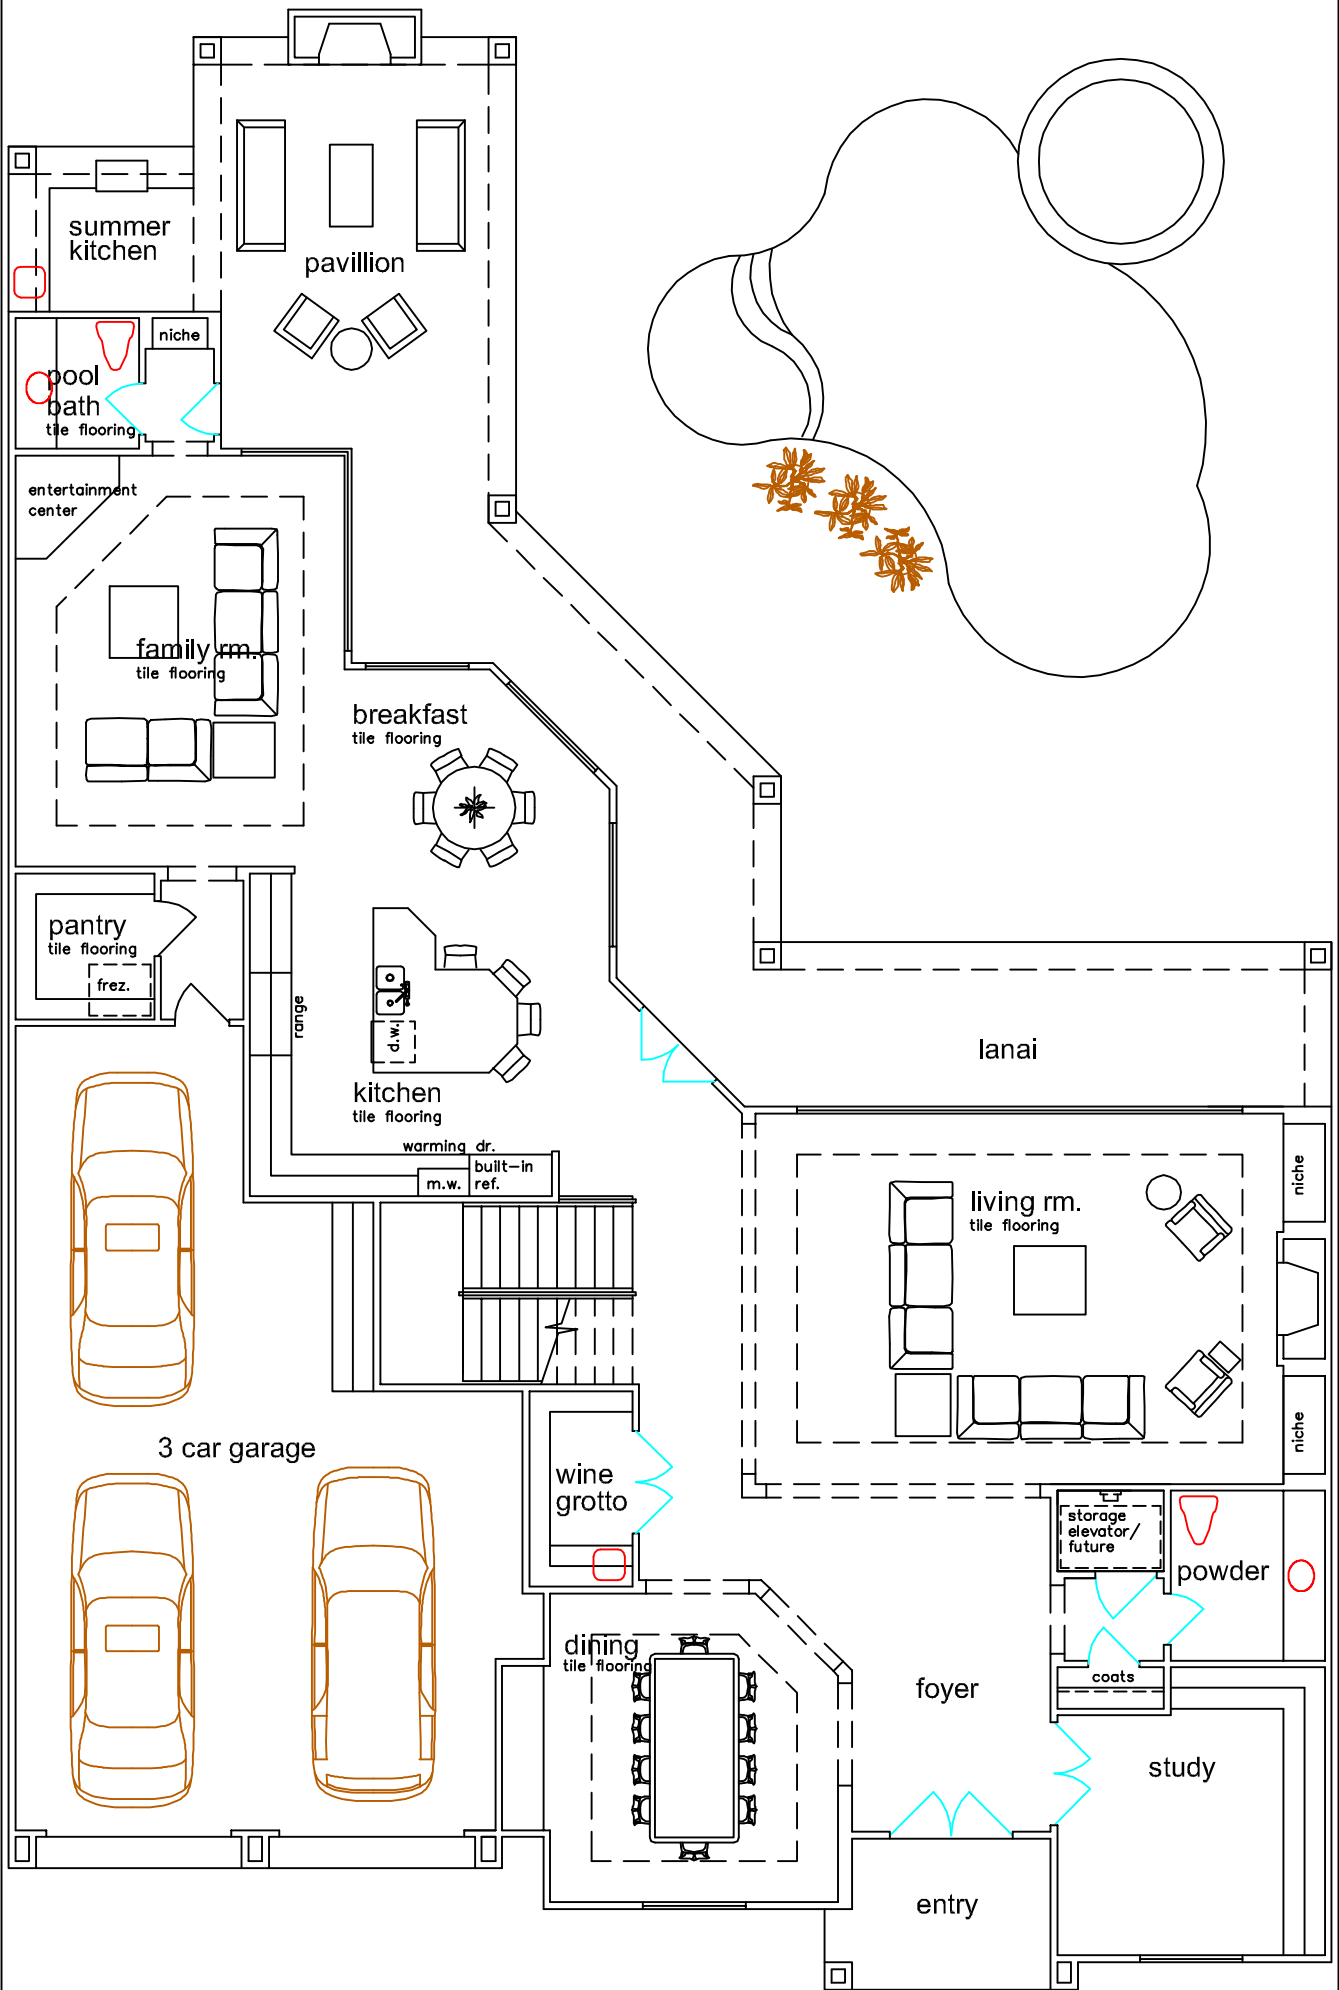 summer
kitchen
pavillion
niche
pool
bath
tile flooring
entertainment
center
family rm.
tile flooring
breakfast
tile flooring
pantry
tile flooring
frez.
range
d.w.
kitchen
tile flooring
warming dr.
built-in
ref.
m.w.
lanai
living rm.
tile flooring
niche
niche
3 car garage
wine
grotto
storage
elevator/
future
powder
dining
tile flooring
coats
foyer
study
entry